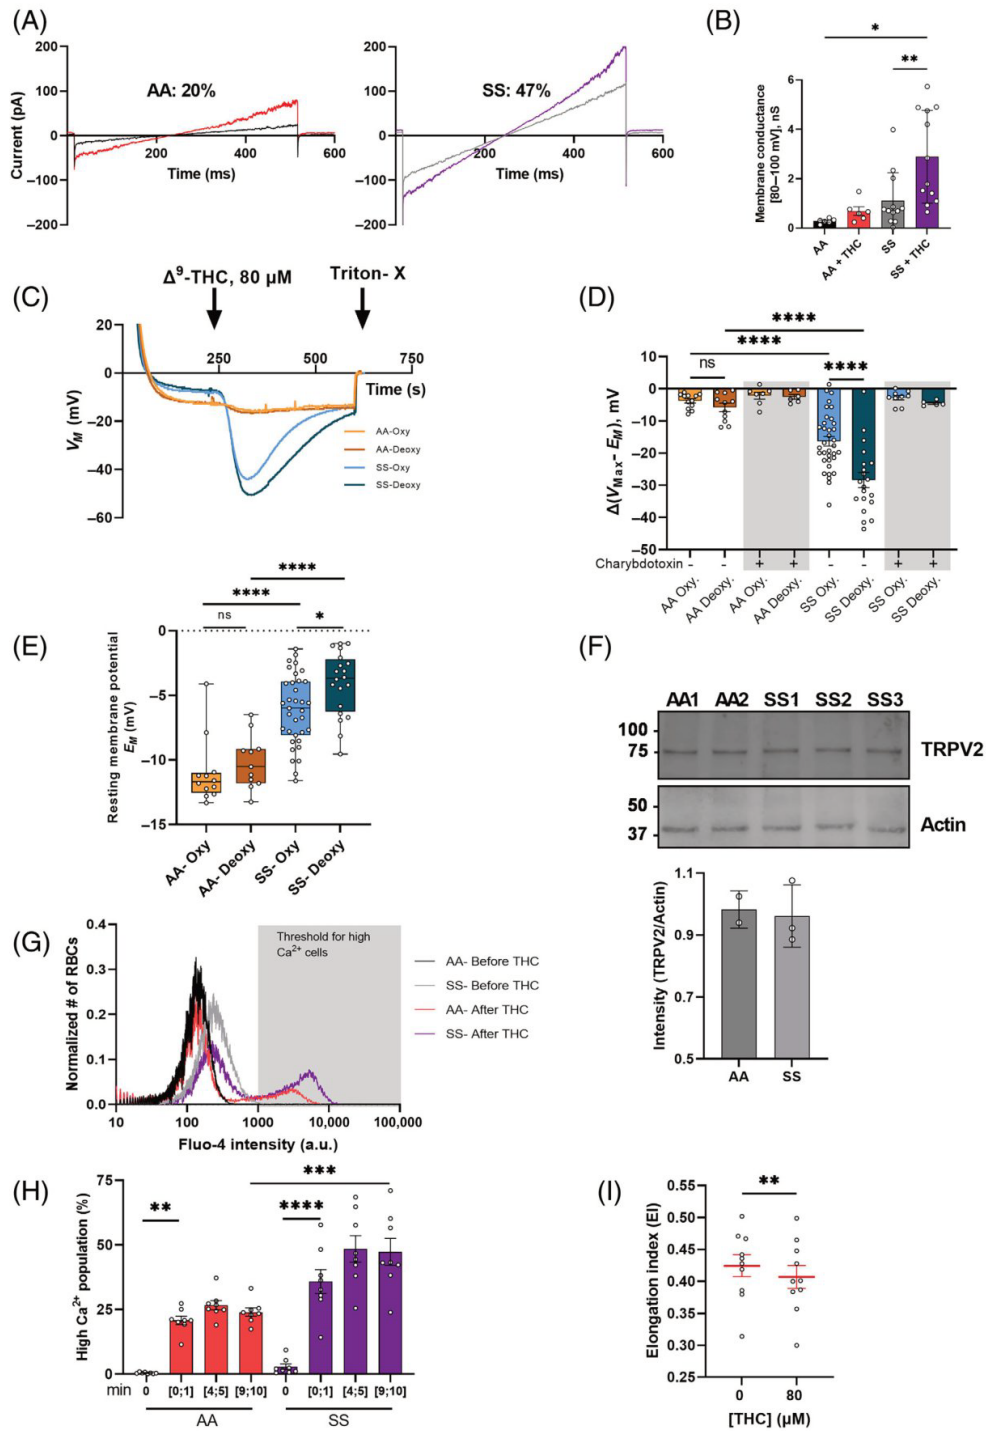 (A)
200
150
100
50
0
−50
−100
−150
−200
Current (pA)
AA: 20%
200
400
600
Time (ms)
200
150
100
50
0
−50
−100
−150
−200
SS: 47%
200
400
600
Time (ms)
(B)
*
**
6
4
2
0
Membrane conductance
[80–100 mV], nS
AA
AA + THC
SS
SS + THC
(C)
Δ9-THC, 80 µM
Triton- X
20
0
−20
−40
−60
VM (mV)
250
500
750
Time (s)
AA-Oxy
AA-Deoxy
SS-Oxy
SS-Deoxy
(D)
****
****
ns
****
10
0
−10
−20
−30
−40
−50
Δ(VMax- EM), mV
Charybdotoxin
-
-
+
+
-
-
+
+
AA Oxy.
AA Deoxy.
AA Oxy.
AA Deoxy.
SS Oxy.
SS Deoxy.
SS Oxy.
SS Deoxy.
(E)
****
****
ns
*
0
−5
−10
−15
Resting membrane potential
EM (mV)
AA- Oxy
AA- Deoxy
SS- Oxy
SS- Deoxy
(F)
AA1 AA2 SS1 SS2 SS3
100
75
TRPV2
50
37
Actin
1.1
0.9
0.7
0.5
Intensity (TRPV2/Actin)
AA
SS
(G)
0.4
0.3
0.2
0.1
0.0
Normalized # of RBCs
Threshold for high
Ca2+ cells
10
100
1000
10,000
100,000
Fluo-4 intensity (a.u.)
AA- Before THC
SS- Before THC
AA- After THC
SS- After THC
(H)
***
**
****
75
50
25
0
High Ca2+ population (%)
min 0 [0;1] [4;5] [9;10] 0 [0;1] [4;5] [9;10]
AA
SS
(I)
**
0.55
0.50
0.45
0.40
0.35
0.30
0.25
Elongation index (EI)
0
80
[THC] (µM)